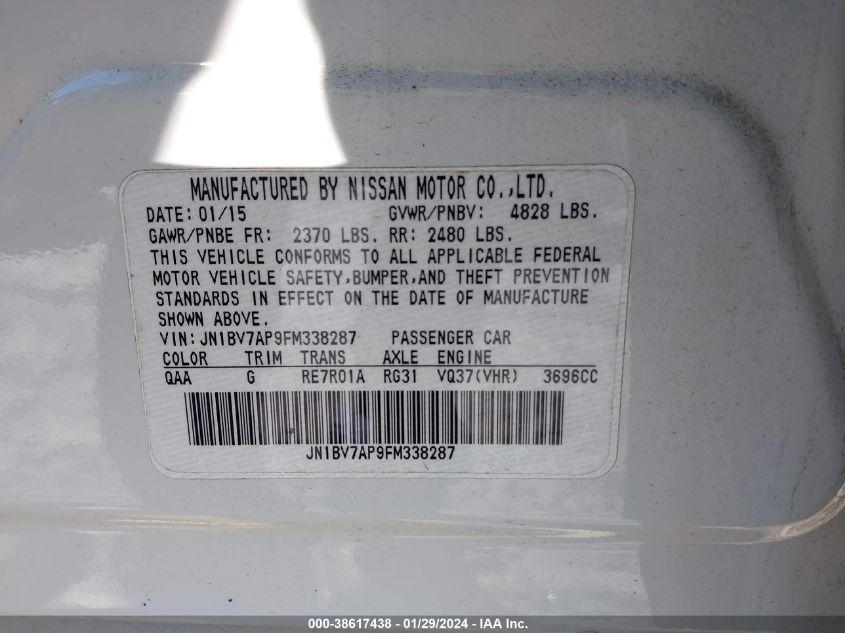 MANUFACTURED BY NISSAN MOTOR CO.,LTD.
DATE: 01/15 GVWR/PNBV: 4828 LBS.
GAWR/PNBE FR: 2370 LBS. RR: 2480 LBS.
THIS VEHICLE CONFORMS TO ALL APPLICABLE FEDERAL
MOTOR VEHICLE SAFETY,BUMPER,AND THEFT PREVENTION
STANDARDS IN EFFECT ON THE DATE OF MANUFACTURE
SHOWN ABOVE.
VIN: JN1BV7AP9FM338287 PASSENGER CAR
COLOR TRIM TRANS AXLE ENGINE
QAA G RE7R01A RG31 VQ37(VHR) 3696CC
JN1BV7AP9FM338287
000-38617438 - 01/29/2024 - IAA Inc.